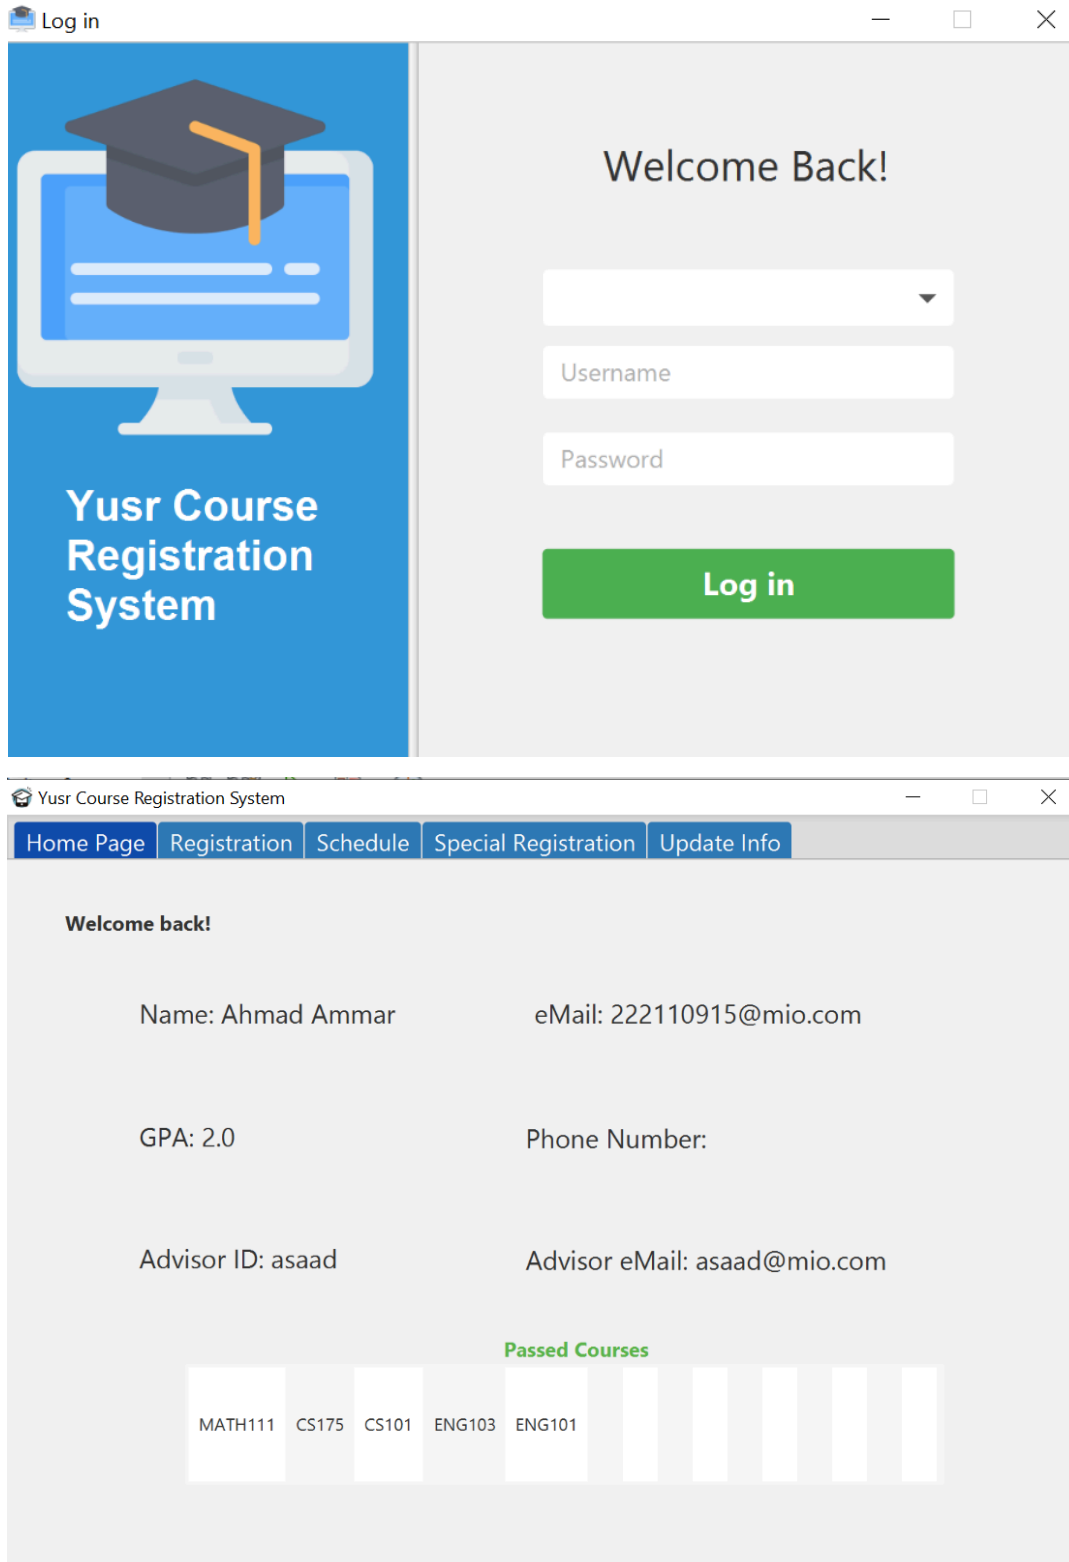 Log in
Welcome Back!
Username
Password
Log in
Yusr Course
Registration
System
Yusr Course Registration System
Home Page Registration Schedule Special Registration Update Info
Welcome back!
Name: Ahmad Ammar eMail: 222110915@mio.com
GPA: 2.0 Phone Number:
Advisor ID: asaad Advisor eMail: asaad@mio.com
Passed Courses
MATH111 CS175 CS101 ENG103 ENG101